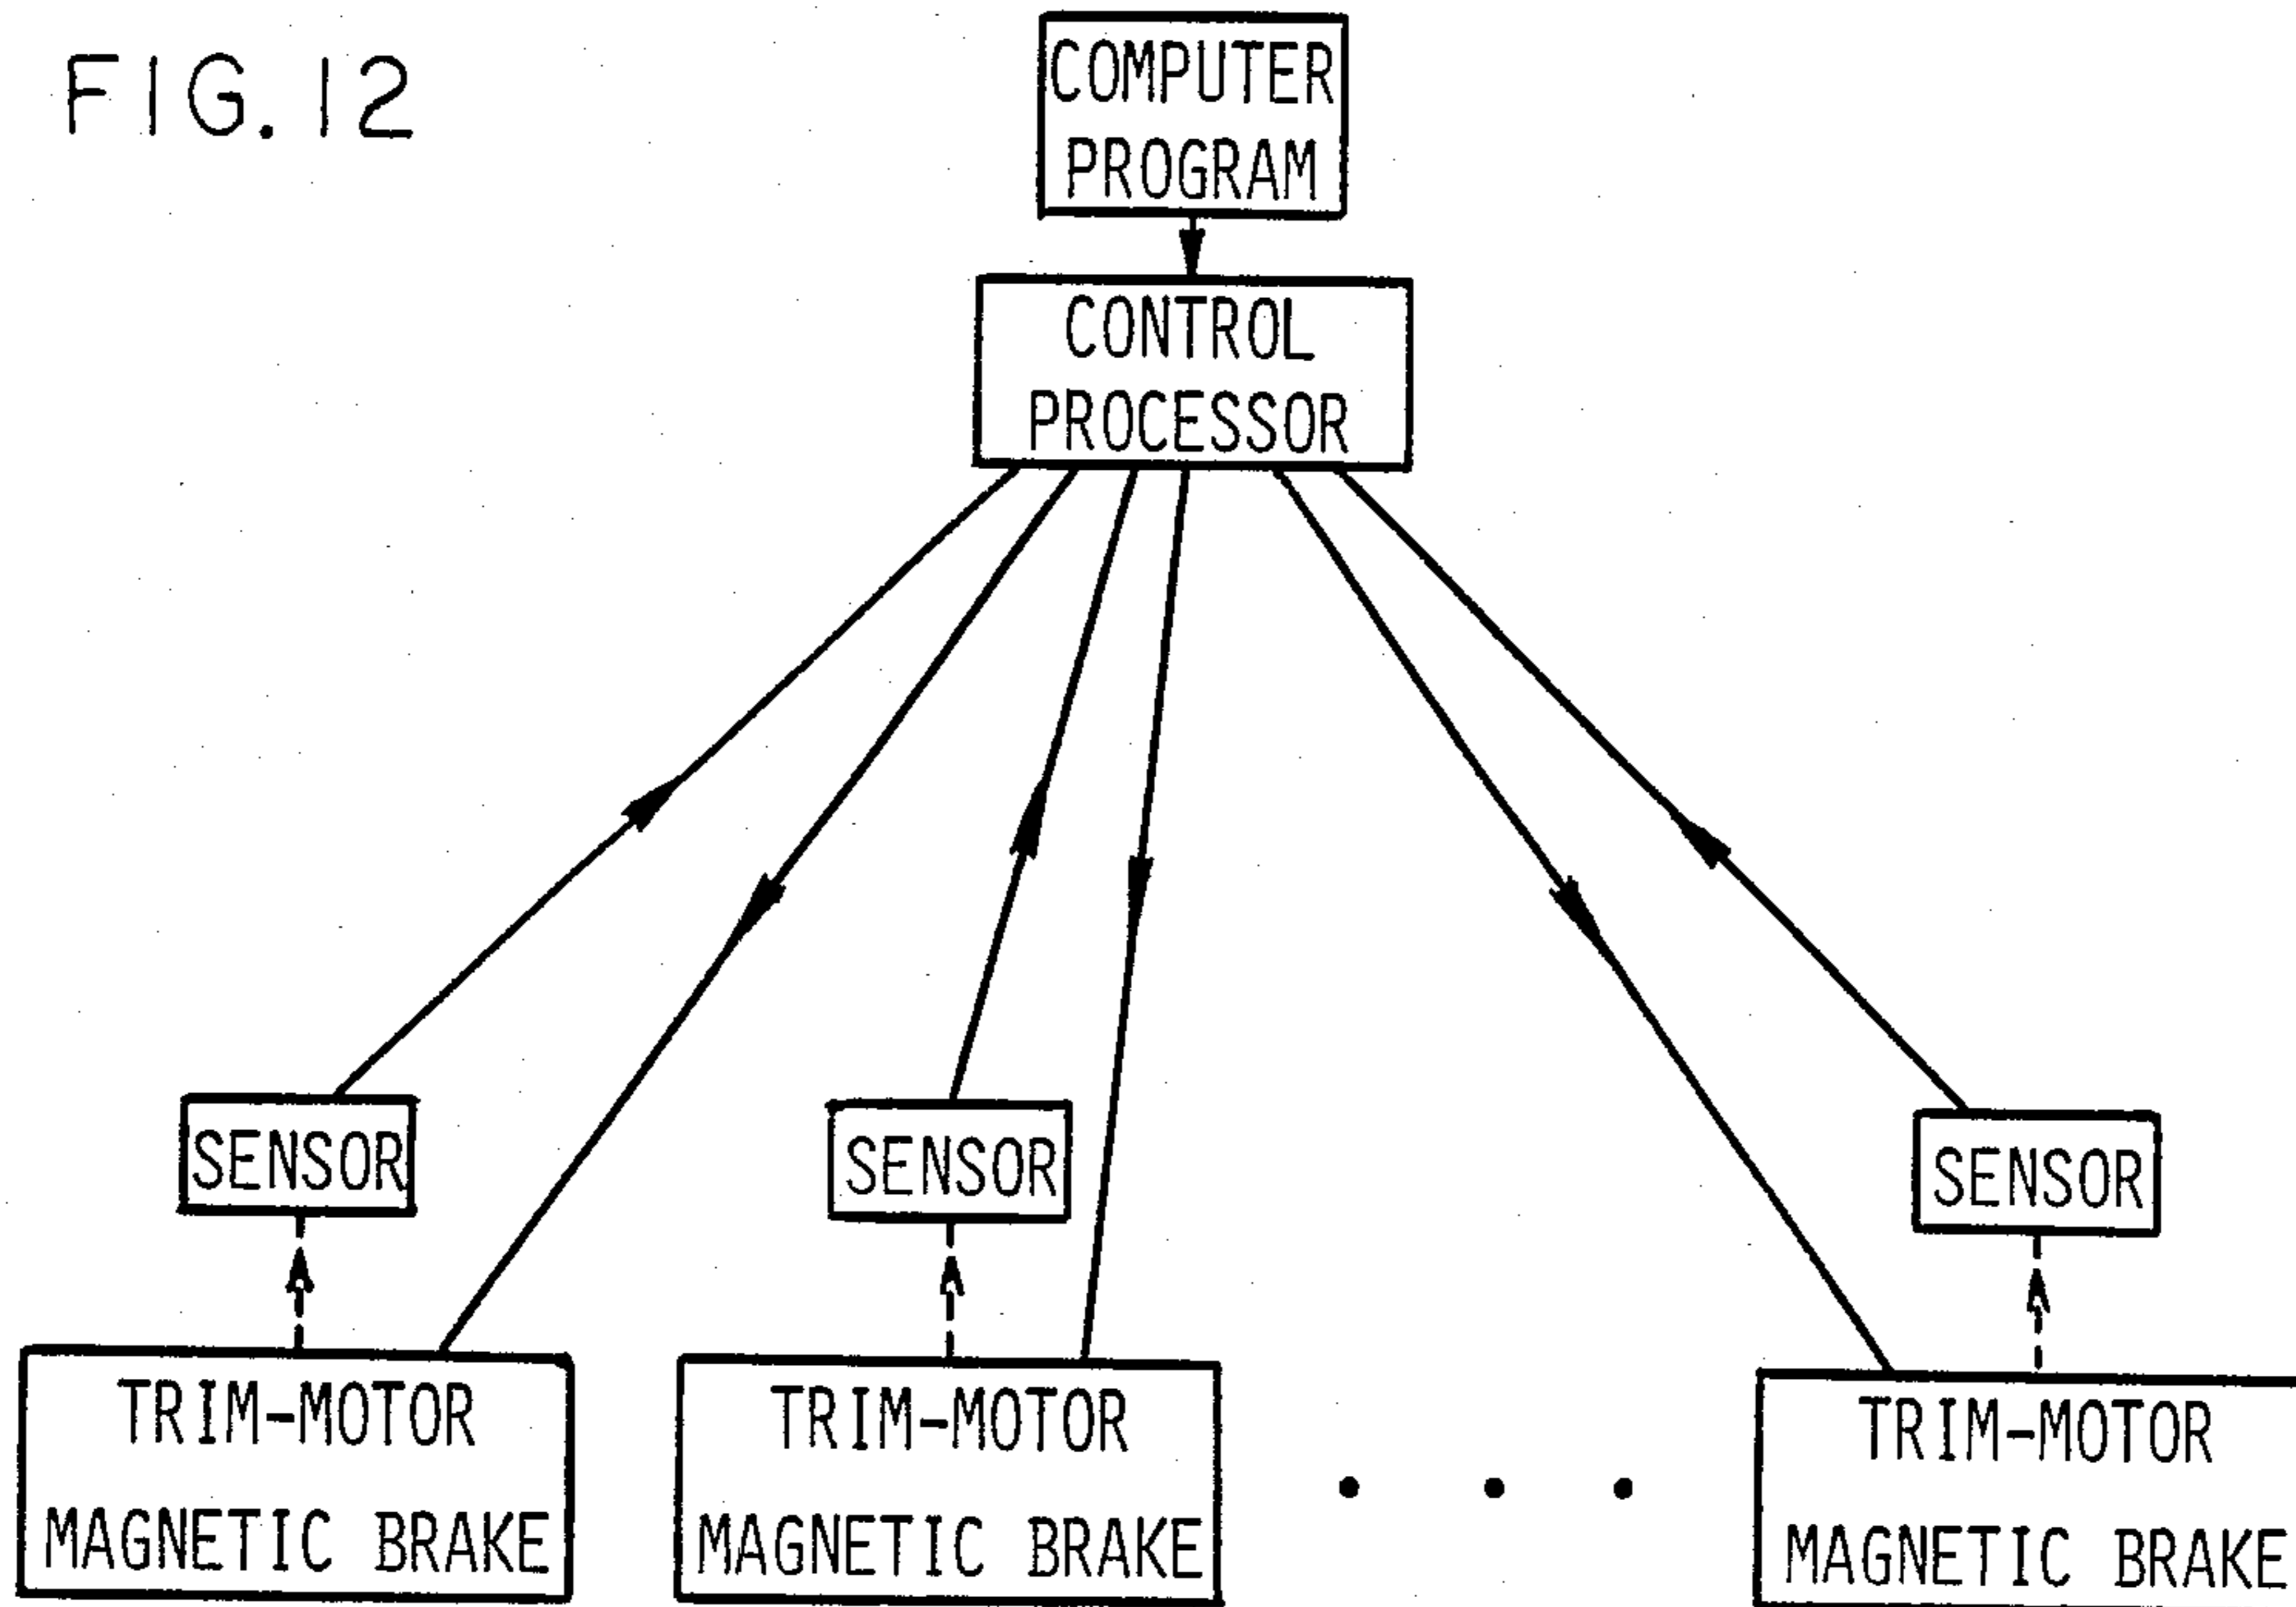 FIG. 12
COMPUTER
PROGRAM
CONTROL
PROCESSOR
SENSOR
SENSOR
SENSOR
TRIM-MOTOR
MAGNETIC BRAKE
TRIM-MOTOR
MAGNETIC BRAKE
TRIM-MOTOR
MAGNETIC BRAKE